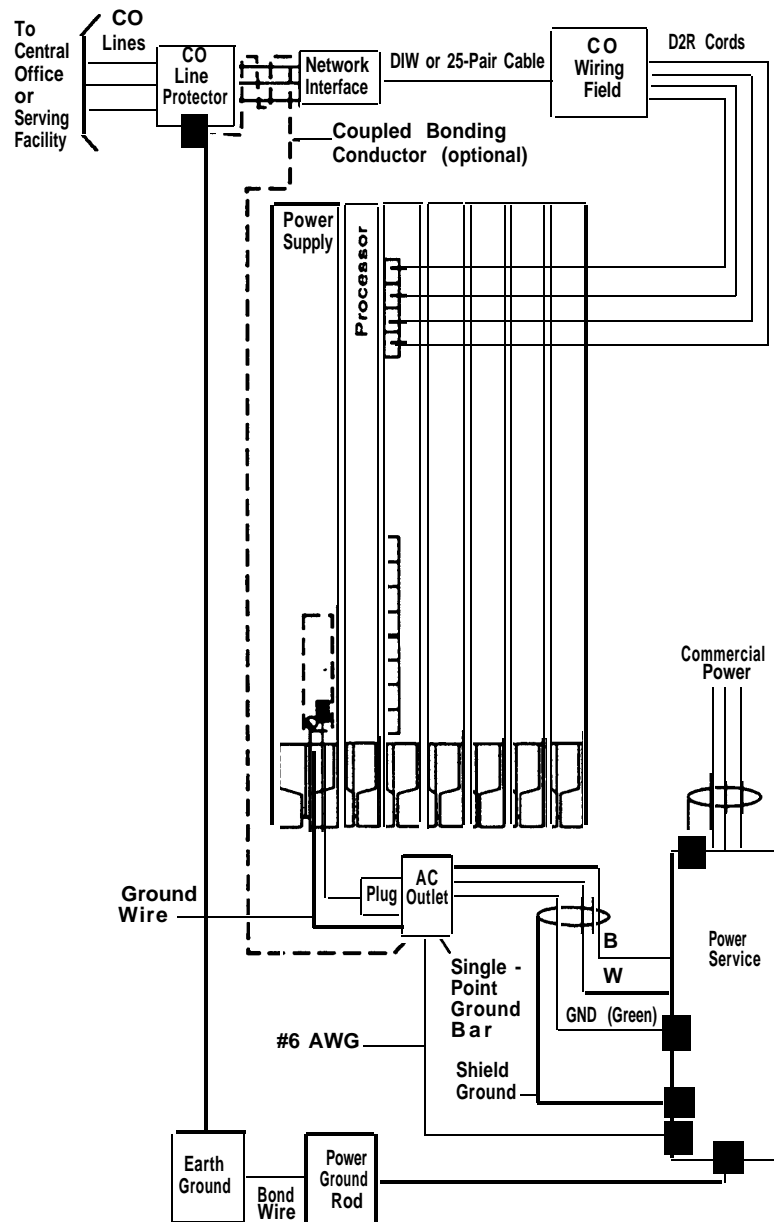 To
Central
Office
or
Serving
Facility
CO
Lines
CO
Line
Protector
Network
Interface
DIW or 25-Pair Cable
CO
Wiring
Field
D2R Cords
Coupled Bonding
Conductor (optional)
Power
Supply
Processor
Commercial
Power
Ground
Wire
Plug
AC
Outlet
B
W
GND (Green)
Power
Service
Single -
Point
Ground
Bar
#6 AWG
Shield
Ground
Earth
Ground
Bond
Wire
Power
Ground
Rod